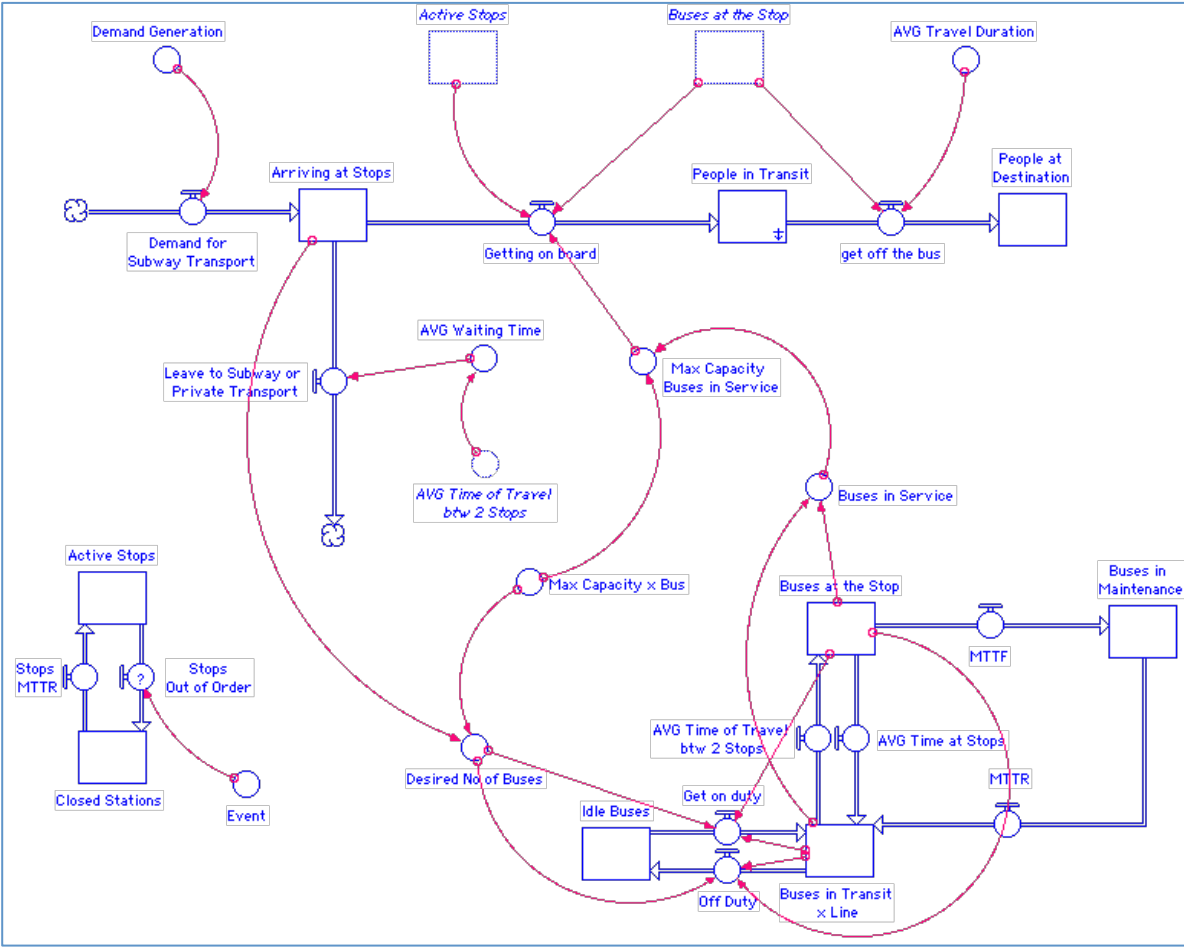 Demand Generation
Active Stops
Buses at the Stop
AVG Travel Duration
Arriving at Stops
People in Transit
People at
Destination
Demand for
Subway Transport
Getting on board
get off the bus
AVG Waiting Time
Leave to Subway or
Private Transport
Max Capacity
Buses in Service
AVG Time of Travel
btw 2 Stops
Buses in Service
Active Stops
Max Capacity x Bus
Buses at the Stop
Buses in
Maintenance
Stops
MTTR
?
Stops
Out of Order
MTTF
AVG Time of Travel
btw 2 Stops
AVG Time at Stops
Desired No of Buses
MTTR
Closed Stations
Event
Get on duty
Idle Buses
Off Duty
Buses in Transit
x Line